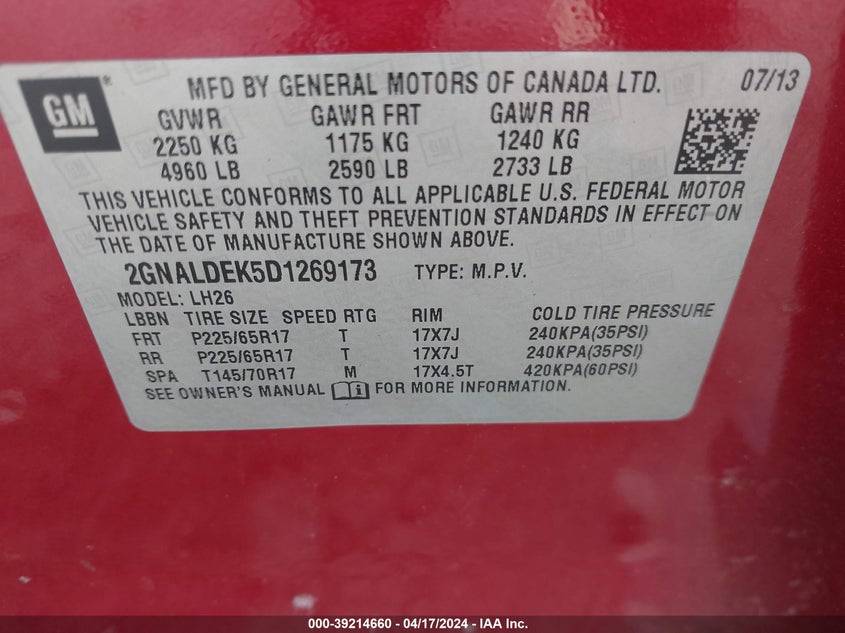 GM ® MFD BY GENERAL MOTORS OF CANADA LTD. 07/13
GVWR GAWR FRT GAWR RR
2250 KG 1175 KG 1240 KG
4960 LB 2590 LB 2733 LB
THIS VEHICLE CONFORMS TO ALL APPLICABLE U.S. FEDERAL MOTOR
VEHICLE SAFETY AND THEFT PREVENTION STANDARDS IN EFFECT ON
THE DATE OF MANUFACTURE SHOWN ABOVE.
2GNALDEK5D1269173 TYPE: M.P.V.
MODEL: LH26
LBBN TIRE SIZE SPEED RTG RIM COLD TIRE PRESSURE
FRT P225/65R17 T 17X7J 240KPA(35PSI)
RR P225/65R17 T 17X7J 240KPA(35PSI)
SPA T145/70R17 M 17X4.5T 420KPA(60PSI)
SEE OWNER'S MANUAL FOR MORE INFORMATION.
000-39214660 - 04/17/2024 - IAA Inc.